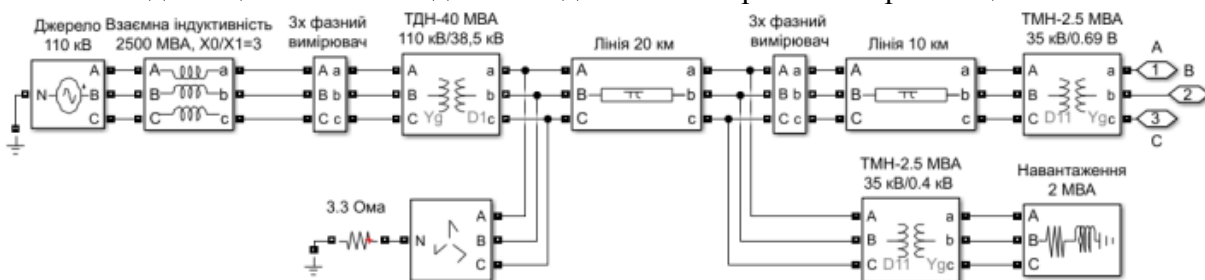 Джерело
110 кВ
Взаємна індуктивність
2500 МВА, X0/X1=3
3х фазний
вимірювач
ТДН-40 МВА
110 кВ/38,5 кВ
Лінія 20 км
3х фазний
вимірювач
Лінія 10 км
ТМН-2.5 МВА
35 кВ/0.69 В
N
A
B
C
A
B
C
a
b
c
A
B
C
a
b
c
A
B
C
Yg
D1
a
b
c
A
B
C
a
b
c
A
B
C
a
b
c
A
B
C
a
b
c
A
B
C
D11
Yg
a
b
c
A
1
B
2
3
C
3.3 Ома
N
A
B
C
ТМН-2.5 МВА
35 кВ/0.4 кВ
A
B
C
D11
Yg
a
b
c
Навантаження
2 МВА
A
B
C